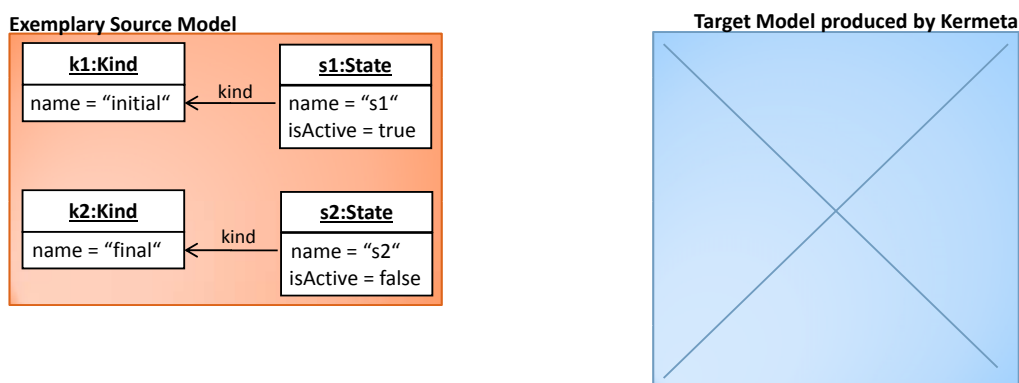 Exemplary Source Model
Target Model produced by Kermeta
k1:Kind
name = “initial“
kind
s1:State
name = “s1“
isActive = true
k2:Kind
name = “final“
kind
s2:State
name = “s2“
isActive = false